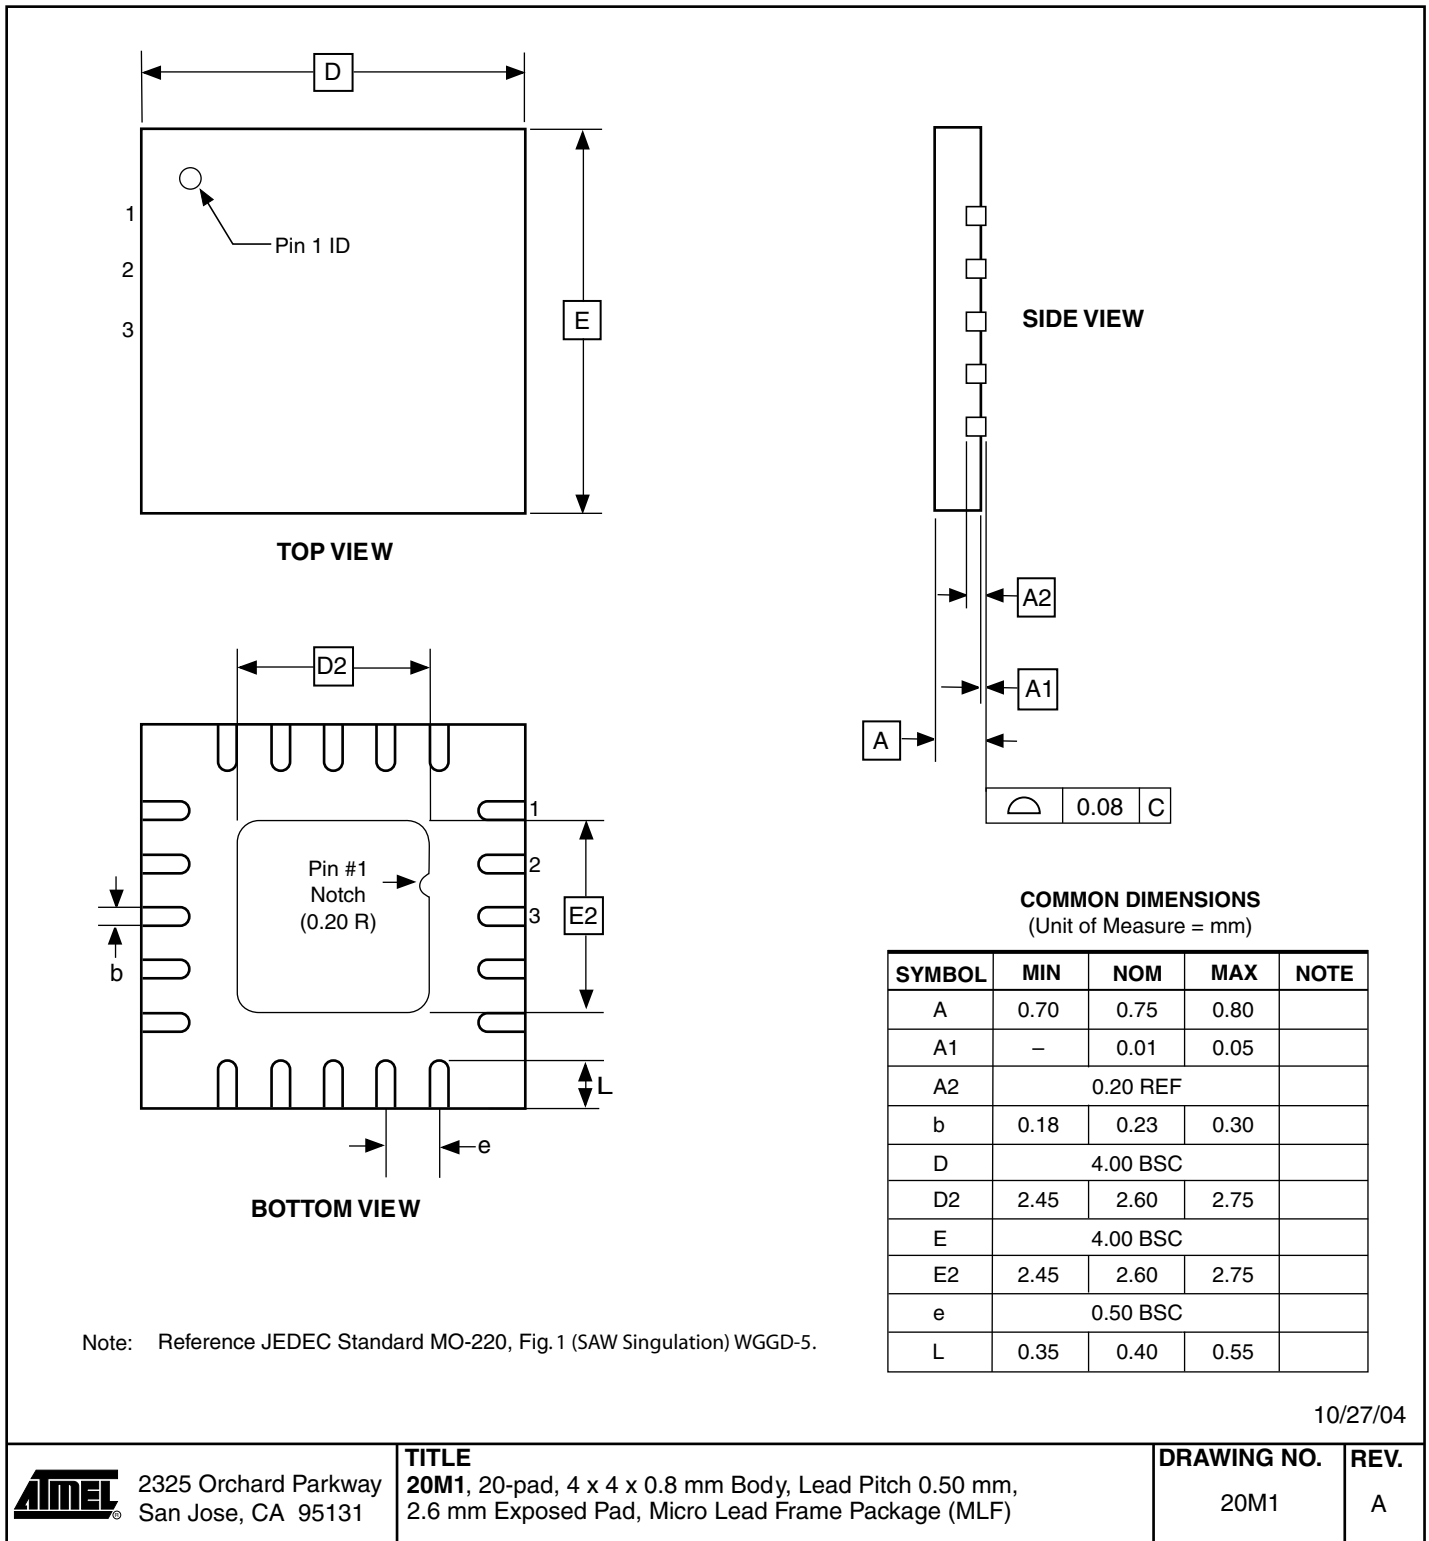 D
1
2
3
Pin 1 ID
E
TOP VIEW
SIDE VIEW
A2
A1
A
0.08 C
D2
1
2
3
Pin #1
Notch
(0.20 R)
E2
b
L
e
BOTTOM VIEW
COMMON DIMENSIONS
(Unit of Measure = mm)
SYMBOL MIN NOM MAX NOTE
A 0.70 0.75 0.80
A1 – 0.01 0.05
A2 0.20 REF
b 0.18 0.23 0.30
D 4.00 BSC
D2 2.45 2.60 2.75
E 4.00 BSC
E2 2.45 2.60 2.75
e 0.50 BSC
L 0.35 0.40 0.55
Note: Reference JEDEC Standard MO-220, Fig. 1 (SAW Singulation) WGGD-5.
10/27/04
ATMEL ®
2325 Orchard Parkway
San Jose, CA 95131
TITLE
20M1, 20-pad, 4 x 4 x 0.8 mm Body, Lead Pitch 0.50 mm,
2.6 mm Exposed Pad, Micro Lead Frame Package (MLF)
DRAWING NO.
20M1
REV.
A